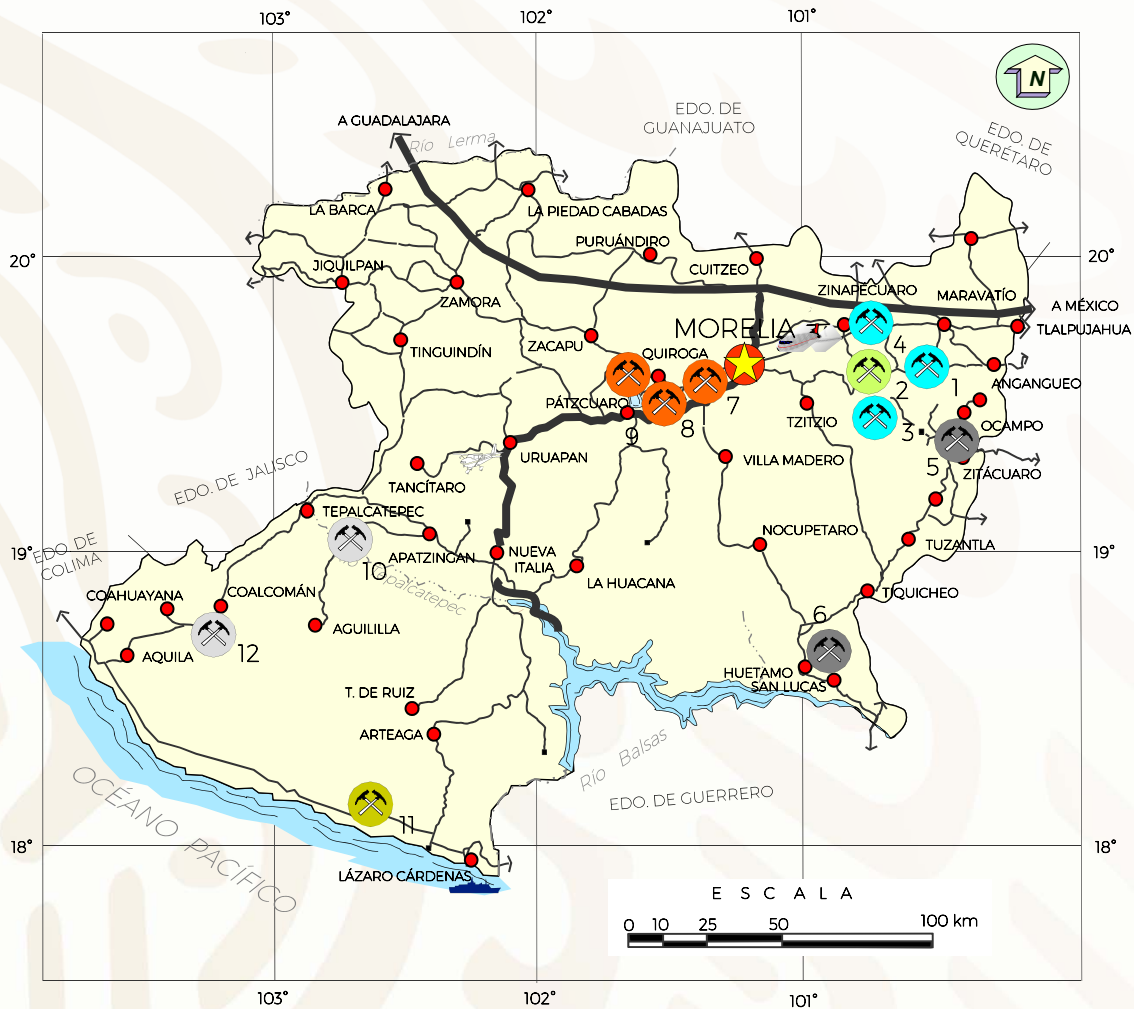 103°
102°
101°
N
EDO. DE
GUANAJUATO
A GUADALAJARA
Río Lerma
EDO. DE
QUERÉTARO
LA BARCA
LA PIEDAD CABADAS
PURUÁNDIRO
20°
CUITZEO
20°
JIQUILPAN
ZAMORA
ZINAPECUARO
MARAVATÍO
A MÉXICO
MORELIA
TLALPUJAHUA
TINGUINDÍN
ZACAPU
QUIROGA
4
ANGANGUEO
2
1
PÁTZCUARO
7
TZITZIO
3
OCAMPO
9
8
URUAPAN
VILLA MADERO
5
ZITÁCUARO
EDO. DE JALISCO
TANCÍTARO
TEPALCATEPEC
NOCUPETARO
TUZANTLA
EDO. DE
COLIMA
APATZINGAN
NUEVA
ITALIA
19°
19°
10
Tepalcatepec
LA HUACANA
COAHUAYANA
COALCOMÁN
TIQUICHEO
AGUILILLA
6
AQUILA
12
HUETAMO
SAN LUCAS
T. DE RUIZ
ARTEAGA
Río Balsas
OCÉANO PACÍFICO
EDO. DE GUERRERO
11
18°
18°
LÁZARO CÁRDENAS
E S C A L A
0 10 25 50 100 km
103°
102°
101°